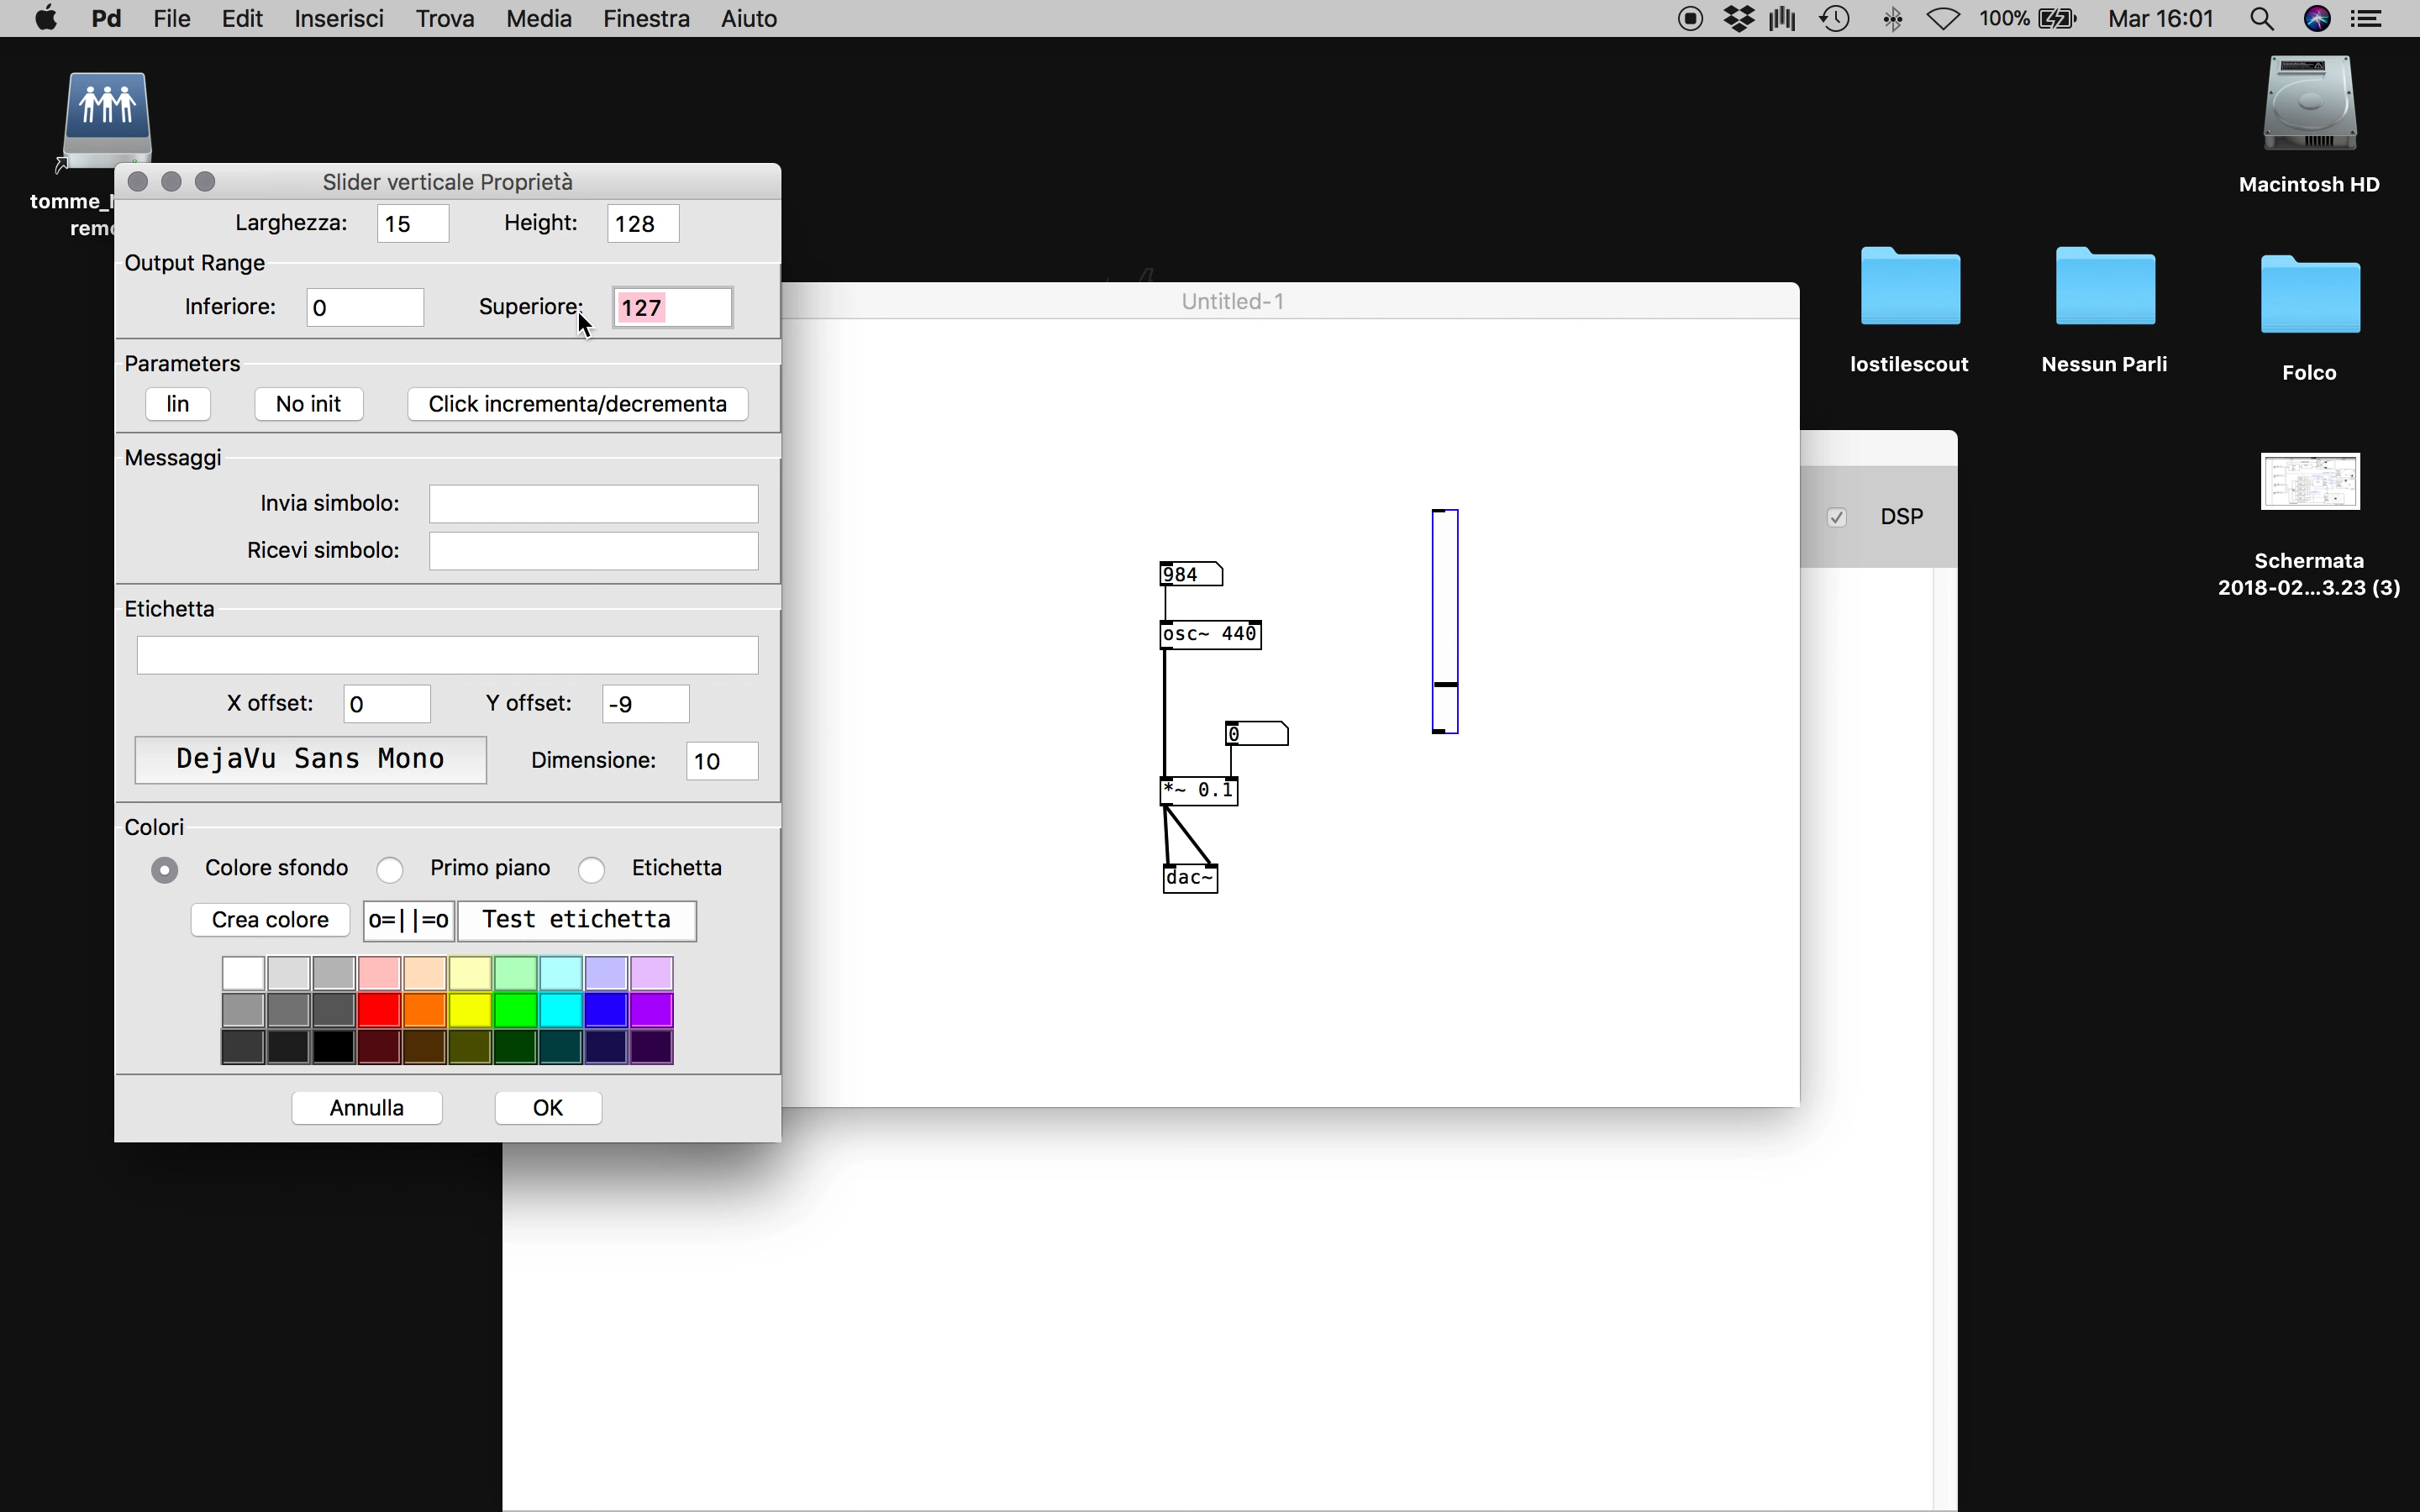 Pd File Edit Inserisci Trova Media Finestra Aiuto 100% Mar 16:01
Macintosh HD
lostilescout
Nessun Parli
Folco
Schermata
2018-02...3.23 (3)
Slider verticale Proprietà
Larghezza: 15 Height: 128
Output Range
Inferiore: 0 Superiore: 127
Parameters
lin No init Click incrementa/decrementa
Messaggi
Invia simbolo:
Ricevi simbolo:
Etichetta
X offset: 0 Y offset: -9
DejaVu Sans Mono Dimensione: 10
Colori
Colore sfondo Primo piano Etichetta
Crea colore o=||=o Test etichetta
Annulla OK
Untitled-1
984
osc~ 440
0
*~ 0.1
dac~
DSP